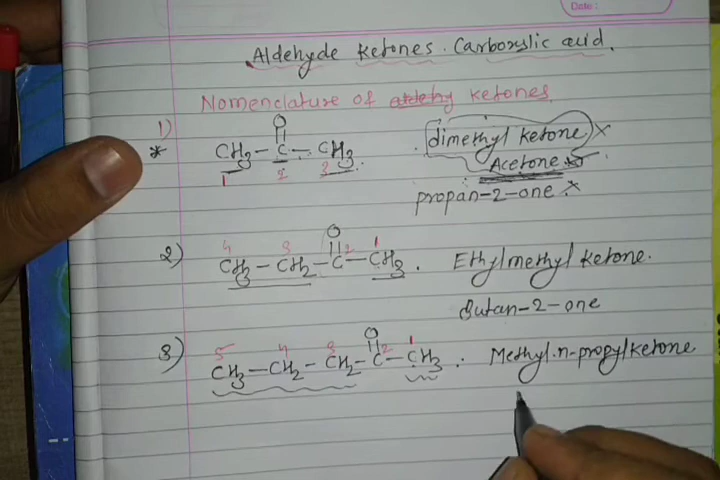 Date:
Aldehyde Ketones. Carboxylic acid.
Nomenclature of ketones.
1)
* CH3-C-CH3.
O
1 2 3
dimethyl ketone ×
Acetone
propan-2-one ×
2) CH3-CH2-C-CH3.
O
4 3 2 1
Ethylmethyl ketone.
Butan-2-one
3) CH3-CH2-CH2-C-CH3.
O
5 4 3 2 1
Methyl-n-propylketone